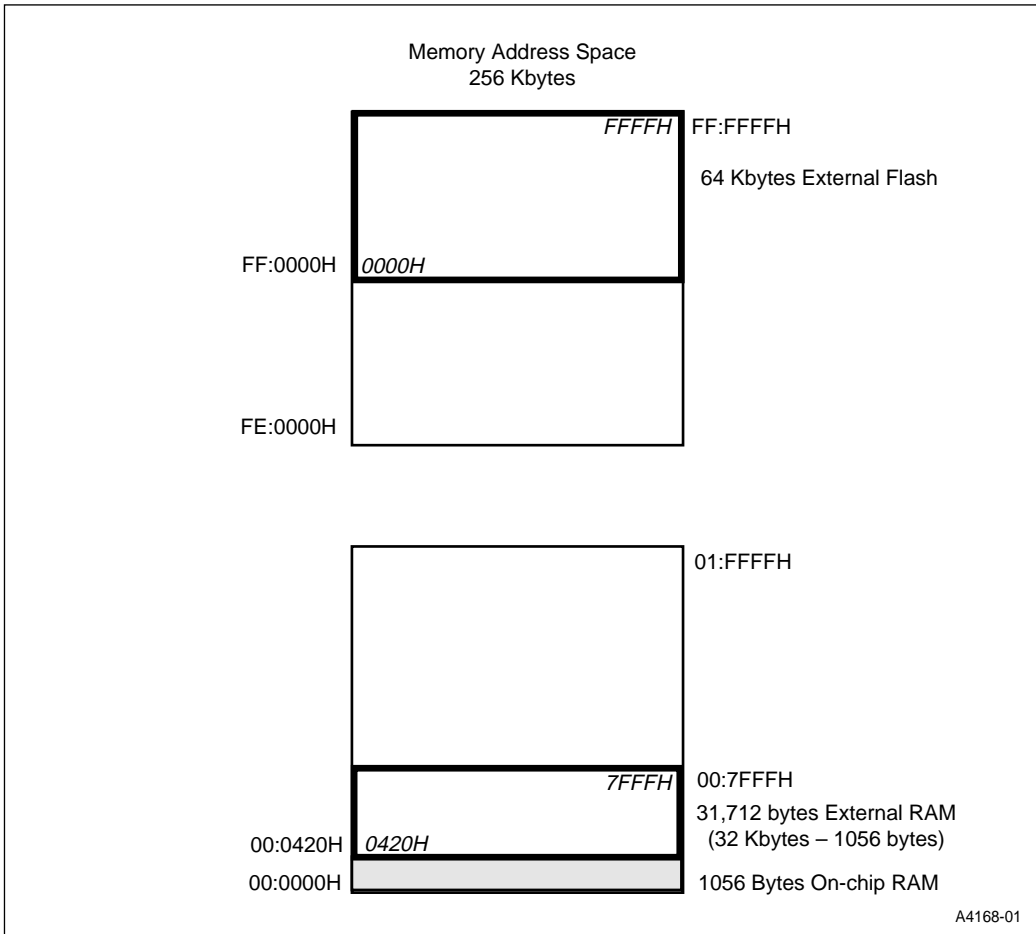 Memory Address Space
256 Kbytes
FFFFH FF:FFFFH
64 Kbytes External Flash
FF:0000H 0000H
FE:0000H
01:FFFFH
7FFFH 00:7FFFH
31,712 bytes External RAM
(32 Kbytes – 1056 bytes)
00:0420H 0420H
00:0000H 1056 Bytes On-chip RAM
A4168-01